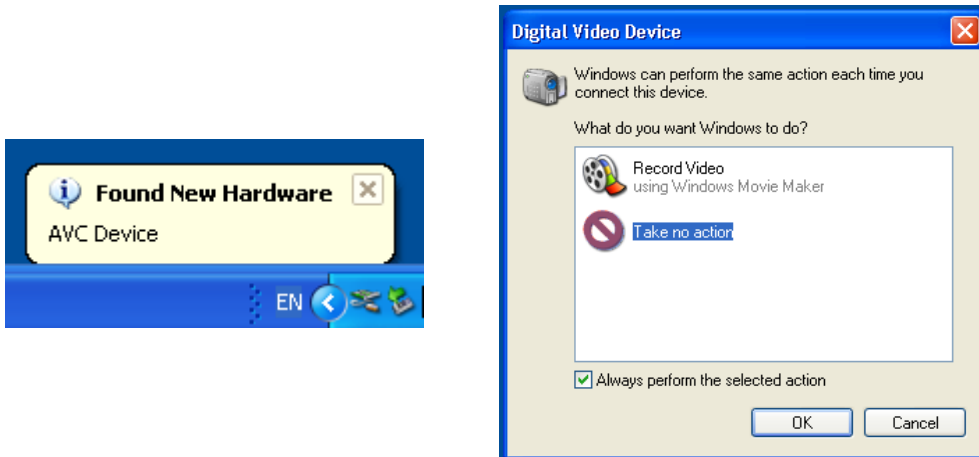 Found New Hardware
AVC Device
EN
Digital Video Device
Windows can perform the same action each time you
connect this device.
What do you want Windows to do?
Record Video
using Windows Movie Maker
Take no action
Always perform the selected action
OK
Cancel